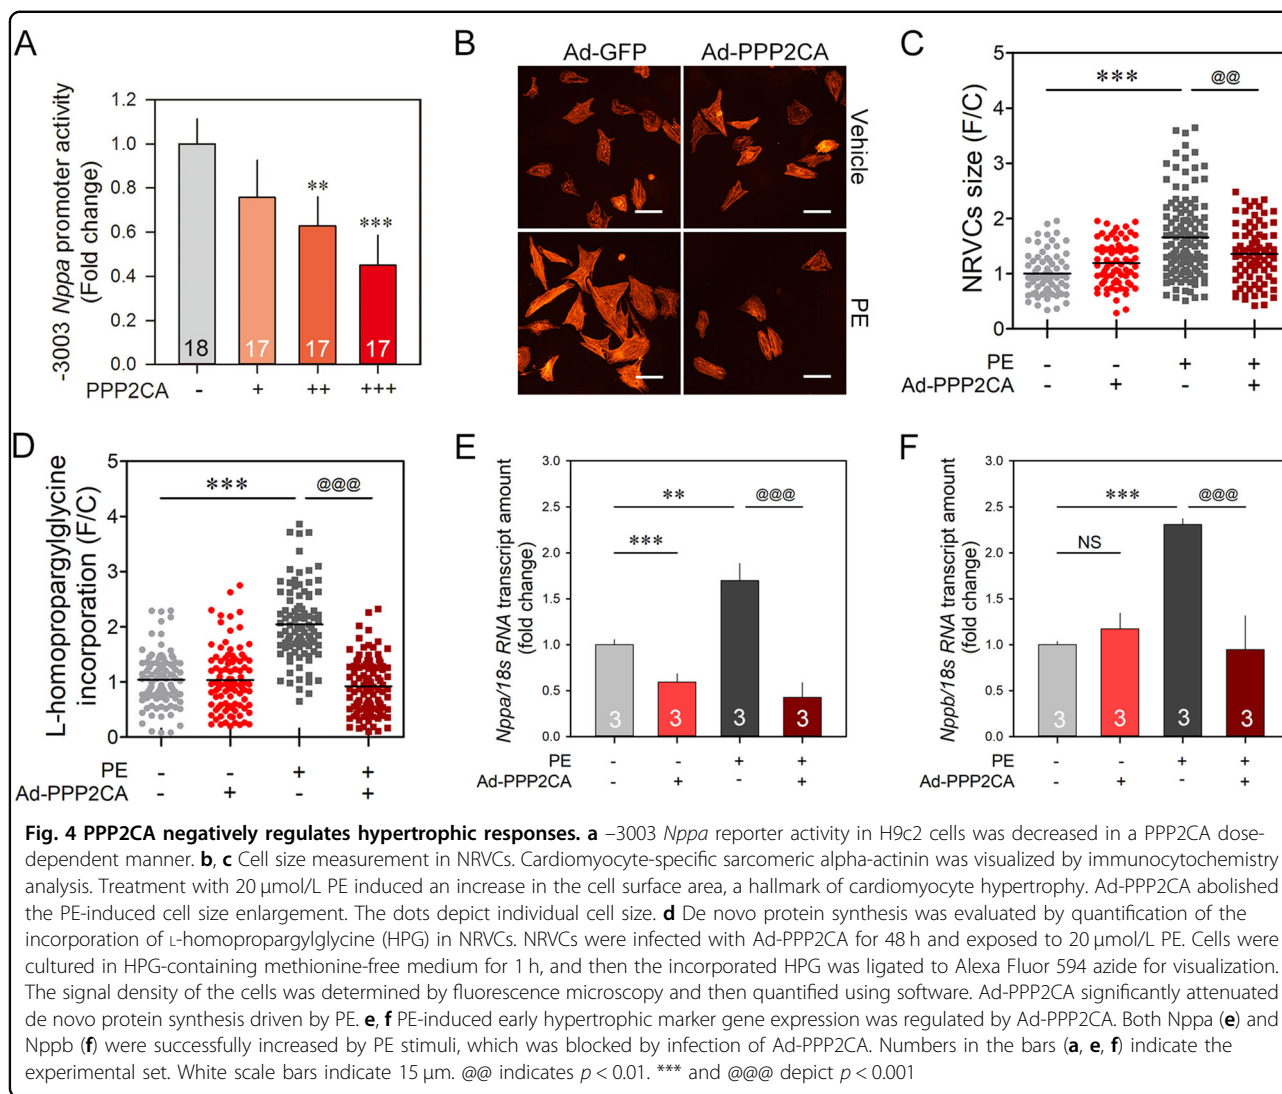 A
-3003 Nppa promoter activity
(Fold change)
1.2
1.0
0.8
0.6
0.4
0.2
0.0
** ***
18 17 17 17
PPP2CA - + ++ +++
B
Ad-GFP Ad-PPP2CA
Vehicle
PE
C
NRVCs size (F/C)
5
4
3
2
1
0
*** @@
PE - - + +
Ad-PPP2CA - + - +
D
L-homopropargylglycine
incorporation (F/C)
5
4
3
2
1
0
*** @@@
PE - - + +
Ad-PPP2CA - + - +
E
Nppa/18s RNA transcript amount
(fold change)
3.0
2.5
2.0
1.5
1.0
0.5
0.0
** @@@
***
3 3 3 3
PE - - + +
Ad-PPP2CA - + - +
F
Nppb/18s RNA transcript amount
(fold change)
3.0
2.5
2.0
1.5
1.0
0.5
0.0
*** @@@
NS
3 3 3 3
PE - - + +
Ad-PPP2CA - + - +
Fig. 4 PPP2CA negatively regulates hypertrophic responses. a –3003 Nppa reporter activity in H9c2 cells was decreased in a PPP2CA dose-
dependent manner. b, c Cell size measurement in NRVCs. Cardiomyocyte-specific sarcomeric alpha-actinin was visualized by immunocytochemistry
analysis. Treatment with 20 μmol/L PE induced an increase in the cell surface area, a hallmark of cardiomyocyte hypertrophy. Ad-PPP2CA abolished
the PE-induced cell size enlargement. The dots depict individual cell size. d De novo protein synthesis was evaluated by quantification of the
incorporation of L-homopropargylglycine (HPG) in NRVCs. NRVCs were infected with Ad-PPP2CA for 48 h and exposed to 20 μmol/L PE. Cells were
cultured in HPG-containing methionine-free medium for 1 h, and then the incorporated HPG was ligated to Alexa Fluor 594 azide for visualization.
The signal density of the cells was determined by fluorescence microscopy and then quantified using software. Ad-PPP2CA significantly attenuated
de novo protein synthesis driven by PE. e, f PE-induced early hypertrophic marker gene expression was regulated by Ad-PPP2CA. Both Nppa (e) and
Nppb (f) were successfully increased by PE stimuli, which was blocked by infection of Ad-PPP2CA. Numbers in the bars (a, e, f) indicate the
experimental set. White scale bars indicate 15 μm. @@ indicates p < 0.01. *** and @@@ depict p < 0.001